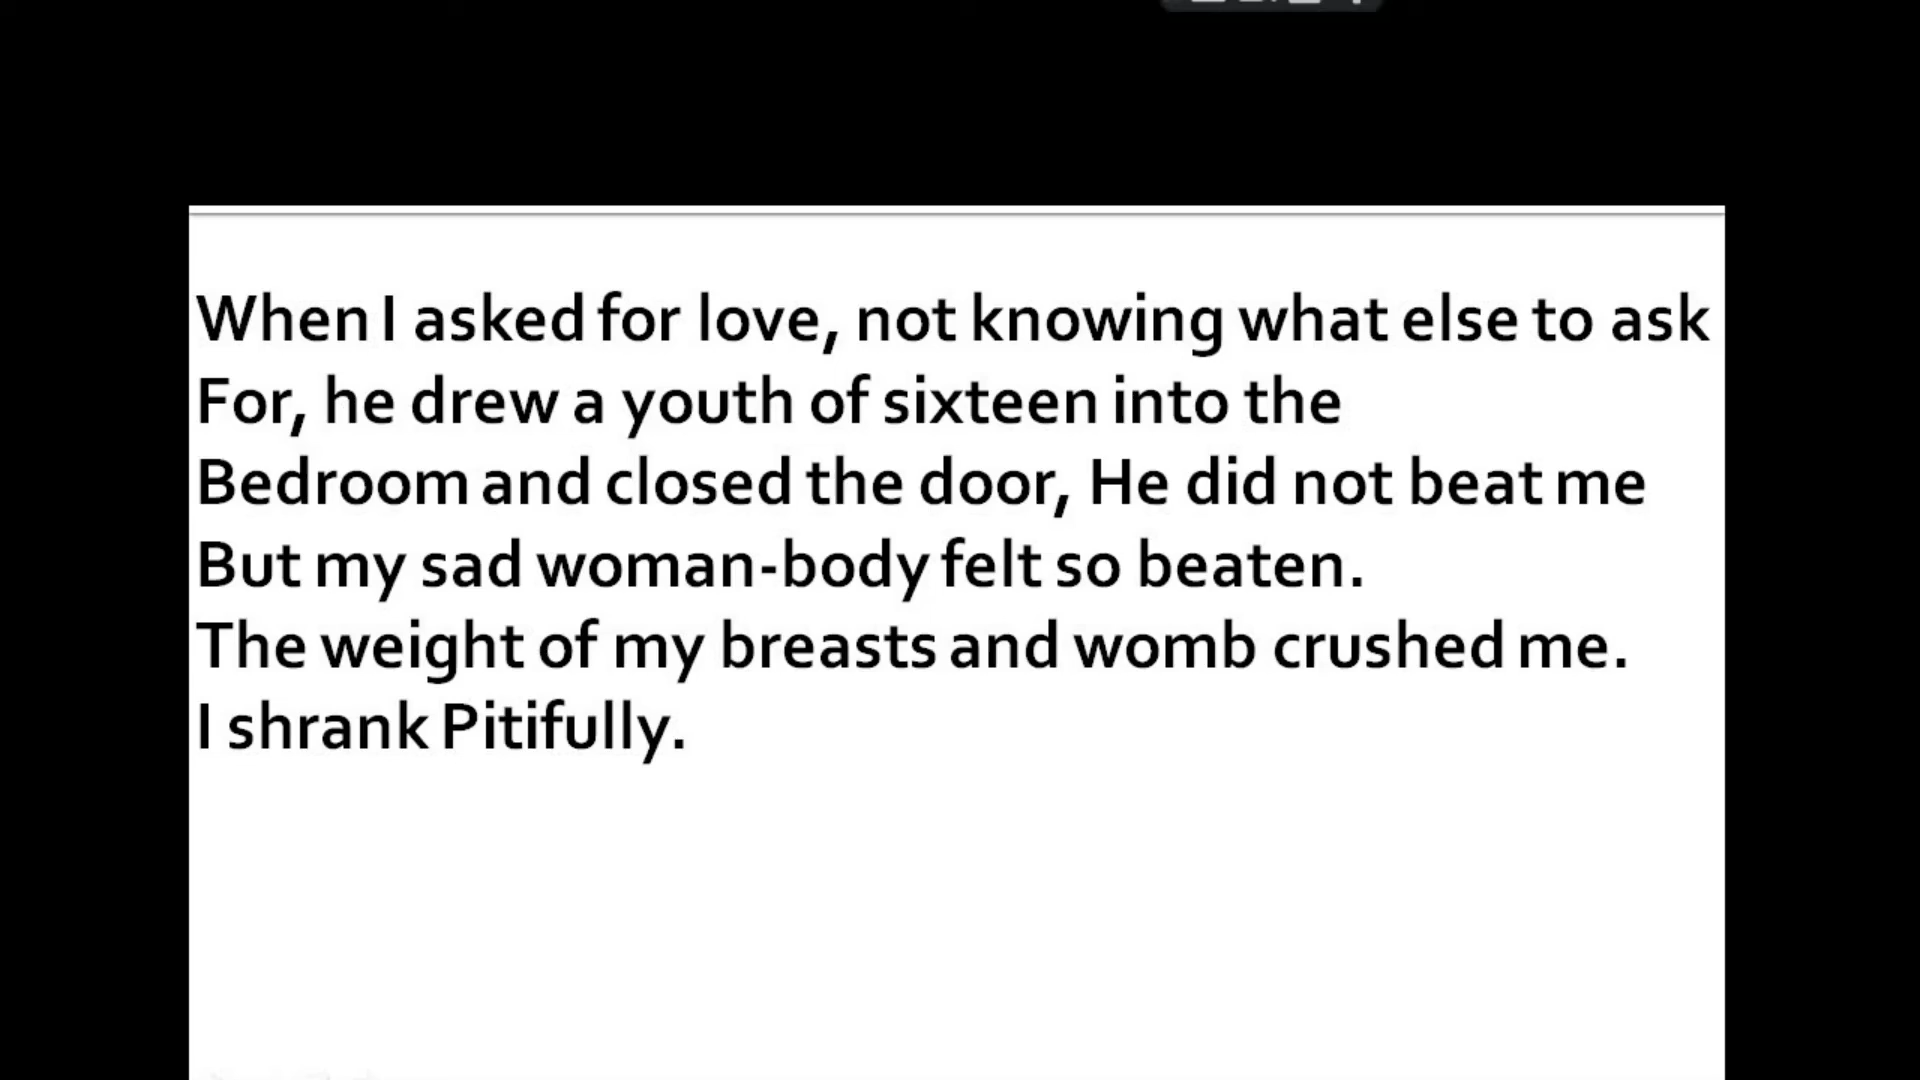 When I asked for love, not knowing what else to ask
For, he drew a youth of sixteen into the
Bedroom and closed the door, He did not beat me
But my sad woman-body felt so beaten.
The weight of my breasts and womb crushed me.
I shrank Pitifully.